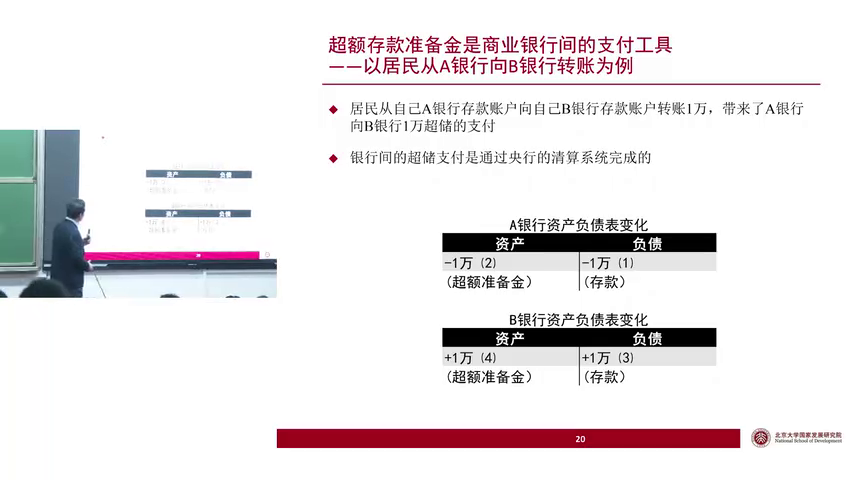 超额存款准备金是商业银行间的支付工具
——以居民从A银行向B银行转账为例
居民从自己A银行存款账户向自己B银行存款账户转账1万，带来了A银行
向B银行1万超储的支付
银行间的超储支付是通过央行的清算系统完成的
A银行资产负债表变化
资产 负债
-1万 (2) -1万 (1)
(超额准备金) (存款)
B银行资产负债表变化
资产 负债
+1万 (4) +1万 (3)
(超额准备金) (存款)
20
北京大学国家发展研究院
National School of Development
资产 负债
资产 负债